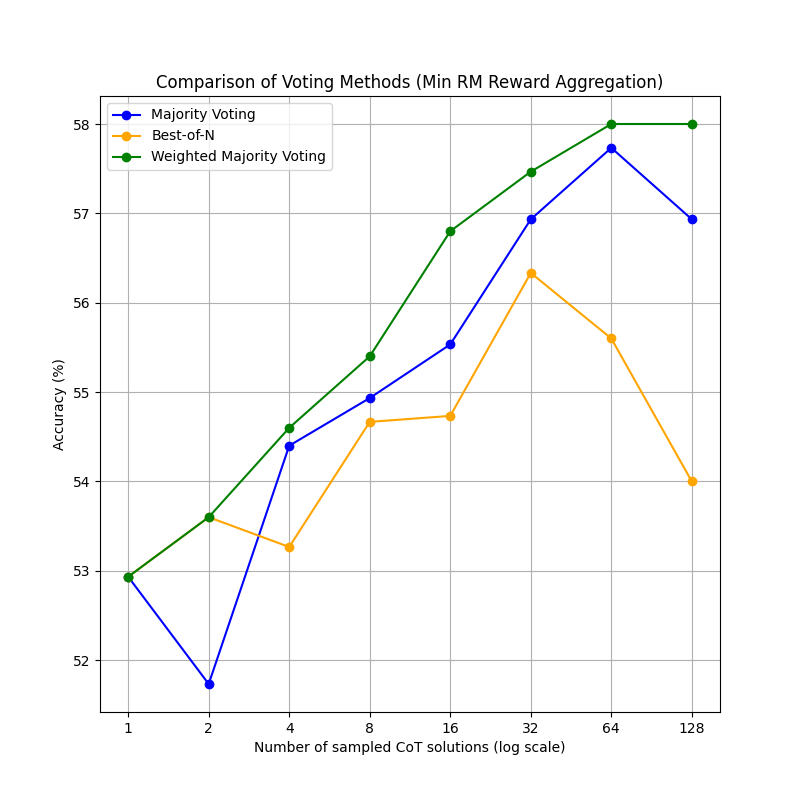 Comparison of Voting Methods (Min RM Reward Aggregation)
Majority Voting
Best-of-N
Weighted Majority Voting
Accuracy (%)
58
57
56
55
54
53
52
1 2 4 8 16 32 64 128
Number of sampled CoT solutions (log scale)